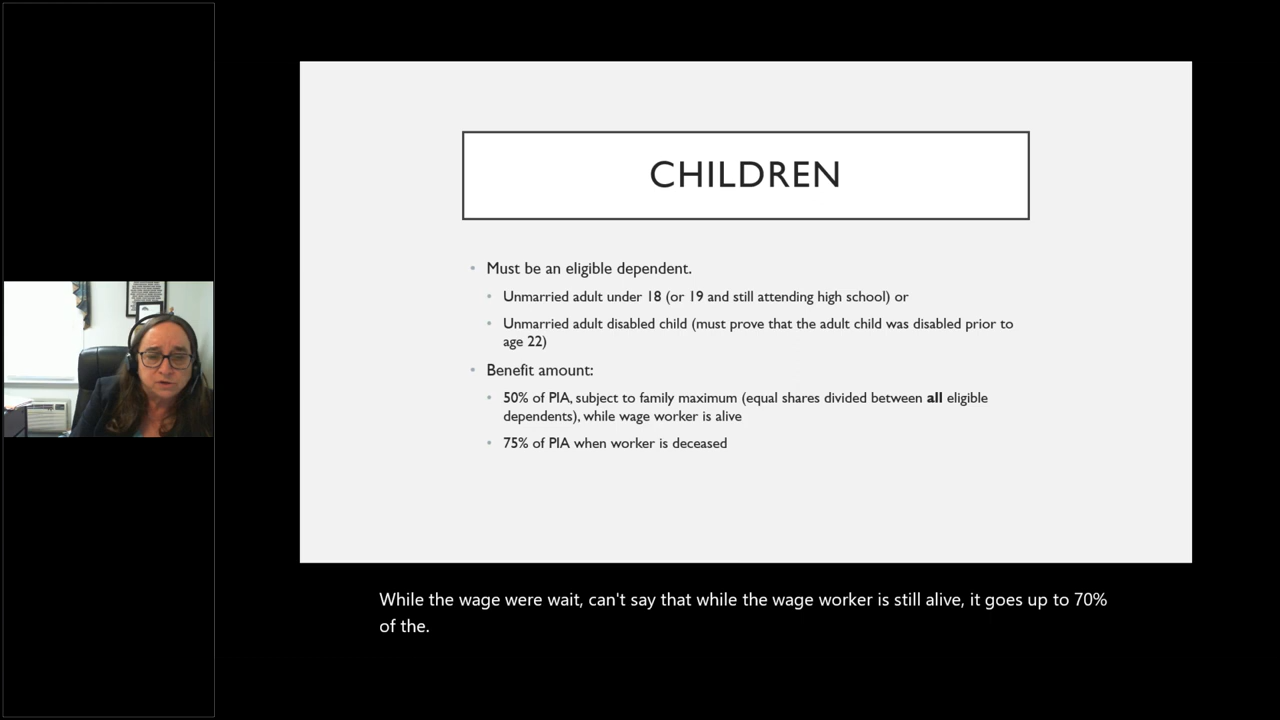 CHILDREN
• Must be an eligible dependent.
• Unmarried adult under 18 (or 19 and still attending high school) or
• Unmarried adult disabled child (must prove that the adult child was disabled prior to
age 22)
• Benefit amount:
• 50% of PIA, subject to family maximum (equal shares divided between all eligible
dependents), while wage worker is alive
• 75% of PIA when worker is deceased
While the wage were wait, can't say that while the wage worker is still alive, it goes up to 70%
of the.